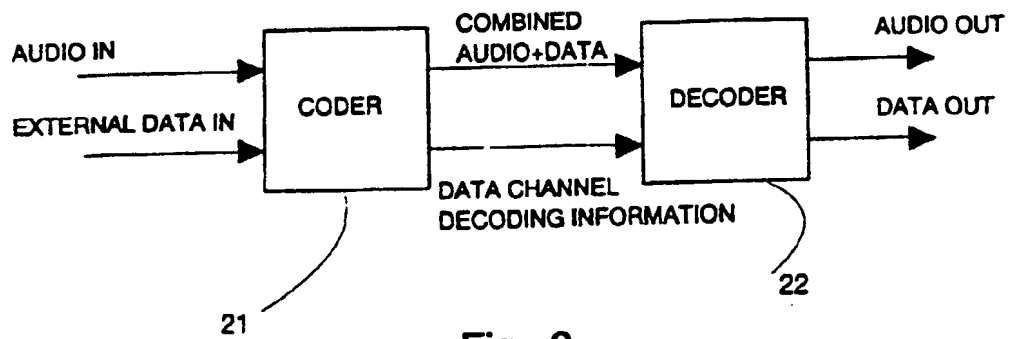 COMBINED
AUDIO+DATA
AUDIO IN
AUDIO OUT
CODER
DECODER
EXTERNAL DATA IN
DATA OUT
DATA CHANNEL
DECODING INFORMATION
21
22